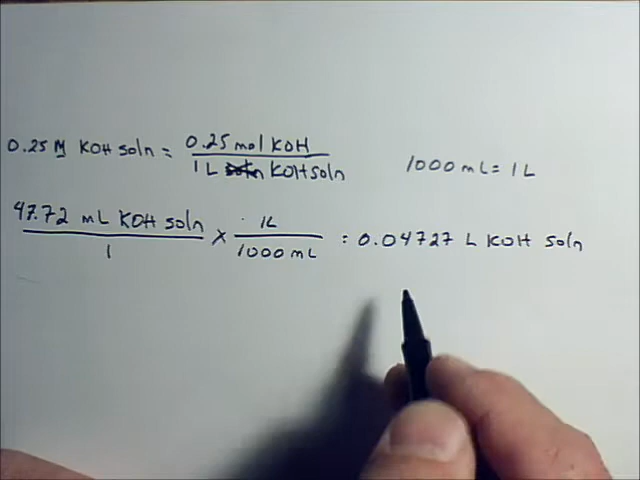 0.25 M KOH soln = 0.25 mol KOH
1 L KOH soln
1000 mL = 1 L
47.72 mL KOH soln
1
x
1L
1000 mL
: 0.04727 L KOH soln